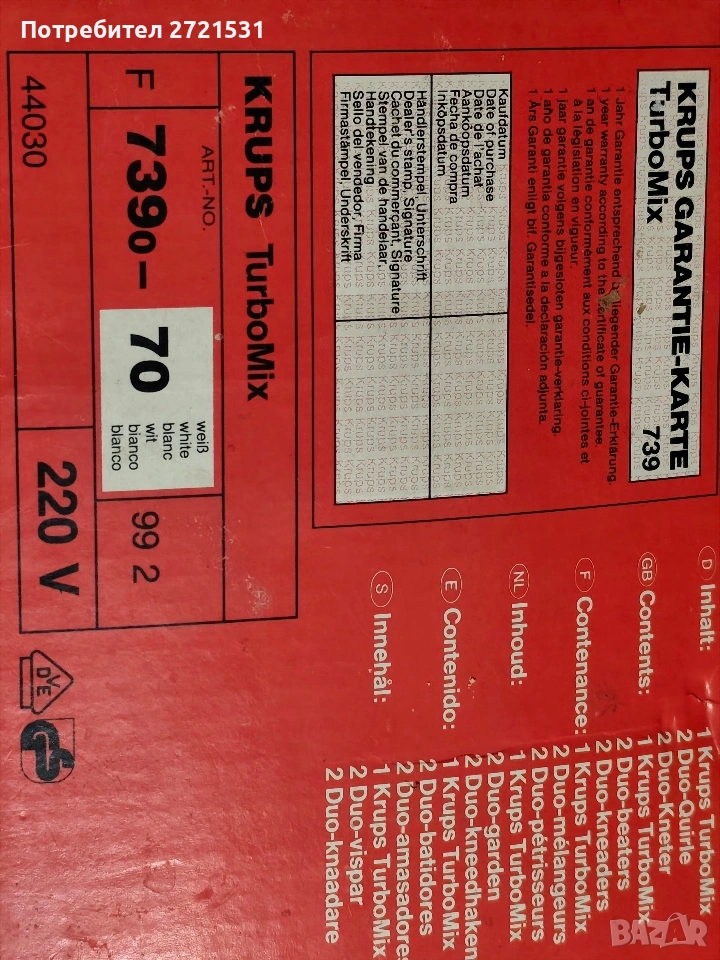 Потребител 2721531
KRUPS GARANTIE-KARTE
TurboMix 739
1 Jahr Garantie entsprechend beiliegender Garantie-Erklärung.
1 year warranty according to the certificate of guarantee.
1 an de garantie conformément aux conditions ci-jointes et
à la législation en vigueur.
1 jaar garantie volgens bijgesloten garantie-verklaring.
1 año de garantia conforme a la declaración adjunta.
1 Års Garanti enligt bif. Garantisedel.
Kaufdatum
Date of purchase
Date de l'achat
Aankoopsdatum
Fecha de compra
Inköpsdatum
Händlerstempel, Unterschrift
Dealer's stamp, Signature
Cachet du commerçant, Signature
Stempel van de handelaar,
Handtekening
Sello del vendedor, Firma
Firmastämpel, Underskrift
KRUPS TurboMix
ART.-NO.
F 7390-70
weiß
white
blanc
wit
bianco
blanco
99 2
44030
220 V
DVE
GS
D Inhalt: 1 Krups TurboMix
2 Duo-Quirle
2 Duo-Kneter
GB Contents: 1 Krups TurboMix
2 Duo-beaters
2 Duo-kneaders
F Contenance: 1 Krups TurboMix
2 Duo-mélangeurs
2 Duo-pétrisseurs
NL Inhoud: 1 Krups TurboMix
2 Duo-garden
2 Duo-kneedhaken
E Contenido: 1 Krups TurboMix
2 Duo-batidores
2 Duo-amasadores
S Innehål: 1 Krups TurboMix
2 Duo-vispar
2 Duo-knaadare
BAZAR